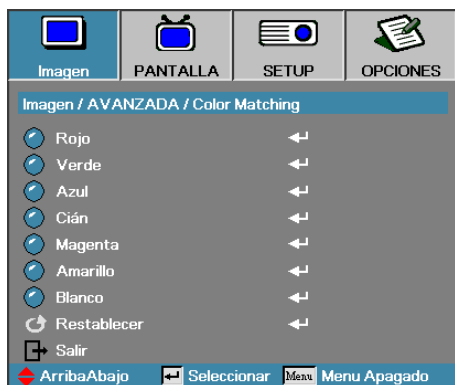 Imagen PANTALLA SETUP OPCIONES
Imagen / AVANZADA / Color Matching
Rojo
Verde
Azul
Cián
Magenta
Amarillo
Blanco
Restablecer
Salir
ArribaAbajo Seleccionar Menu Menu Apagado